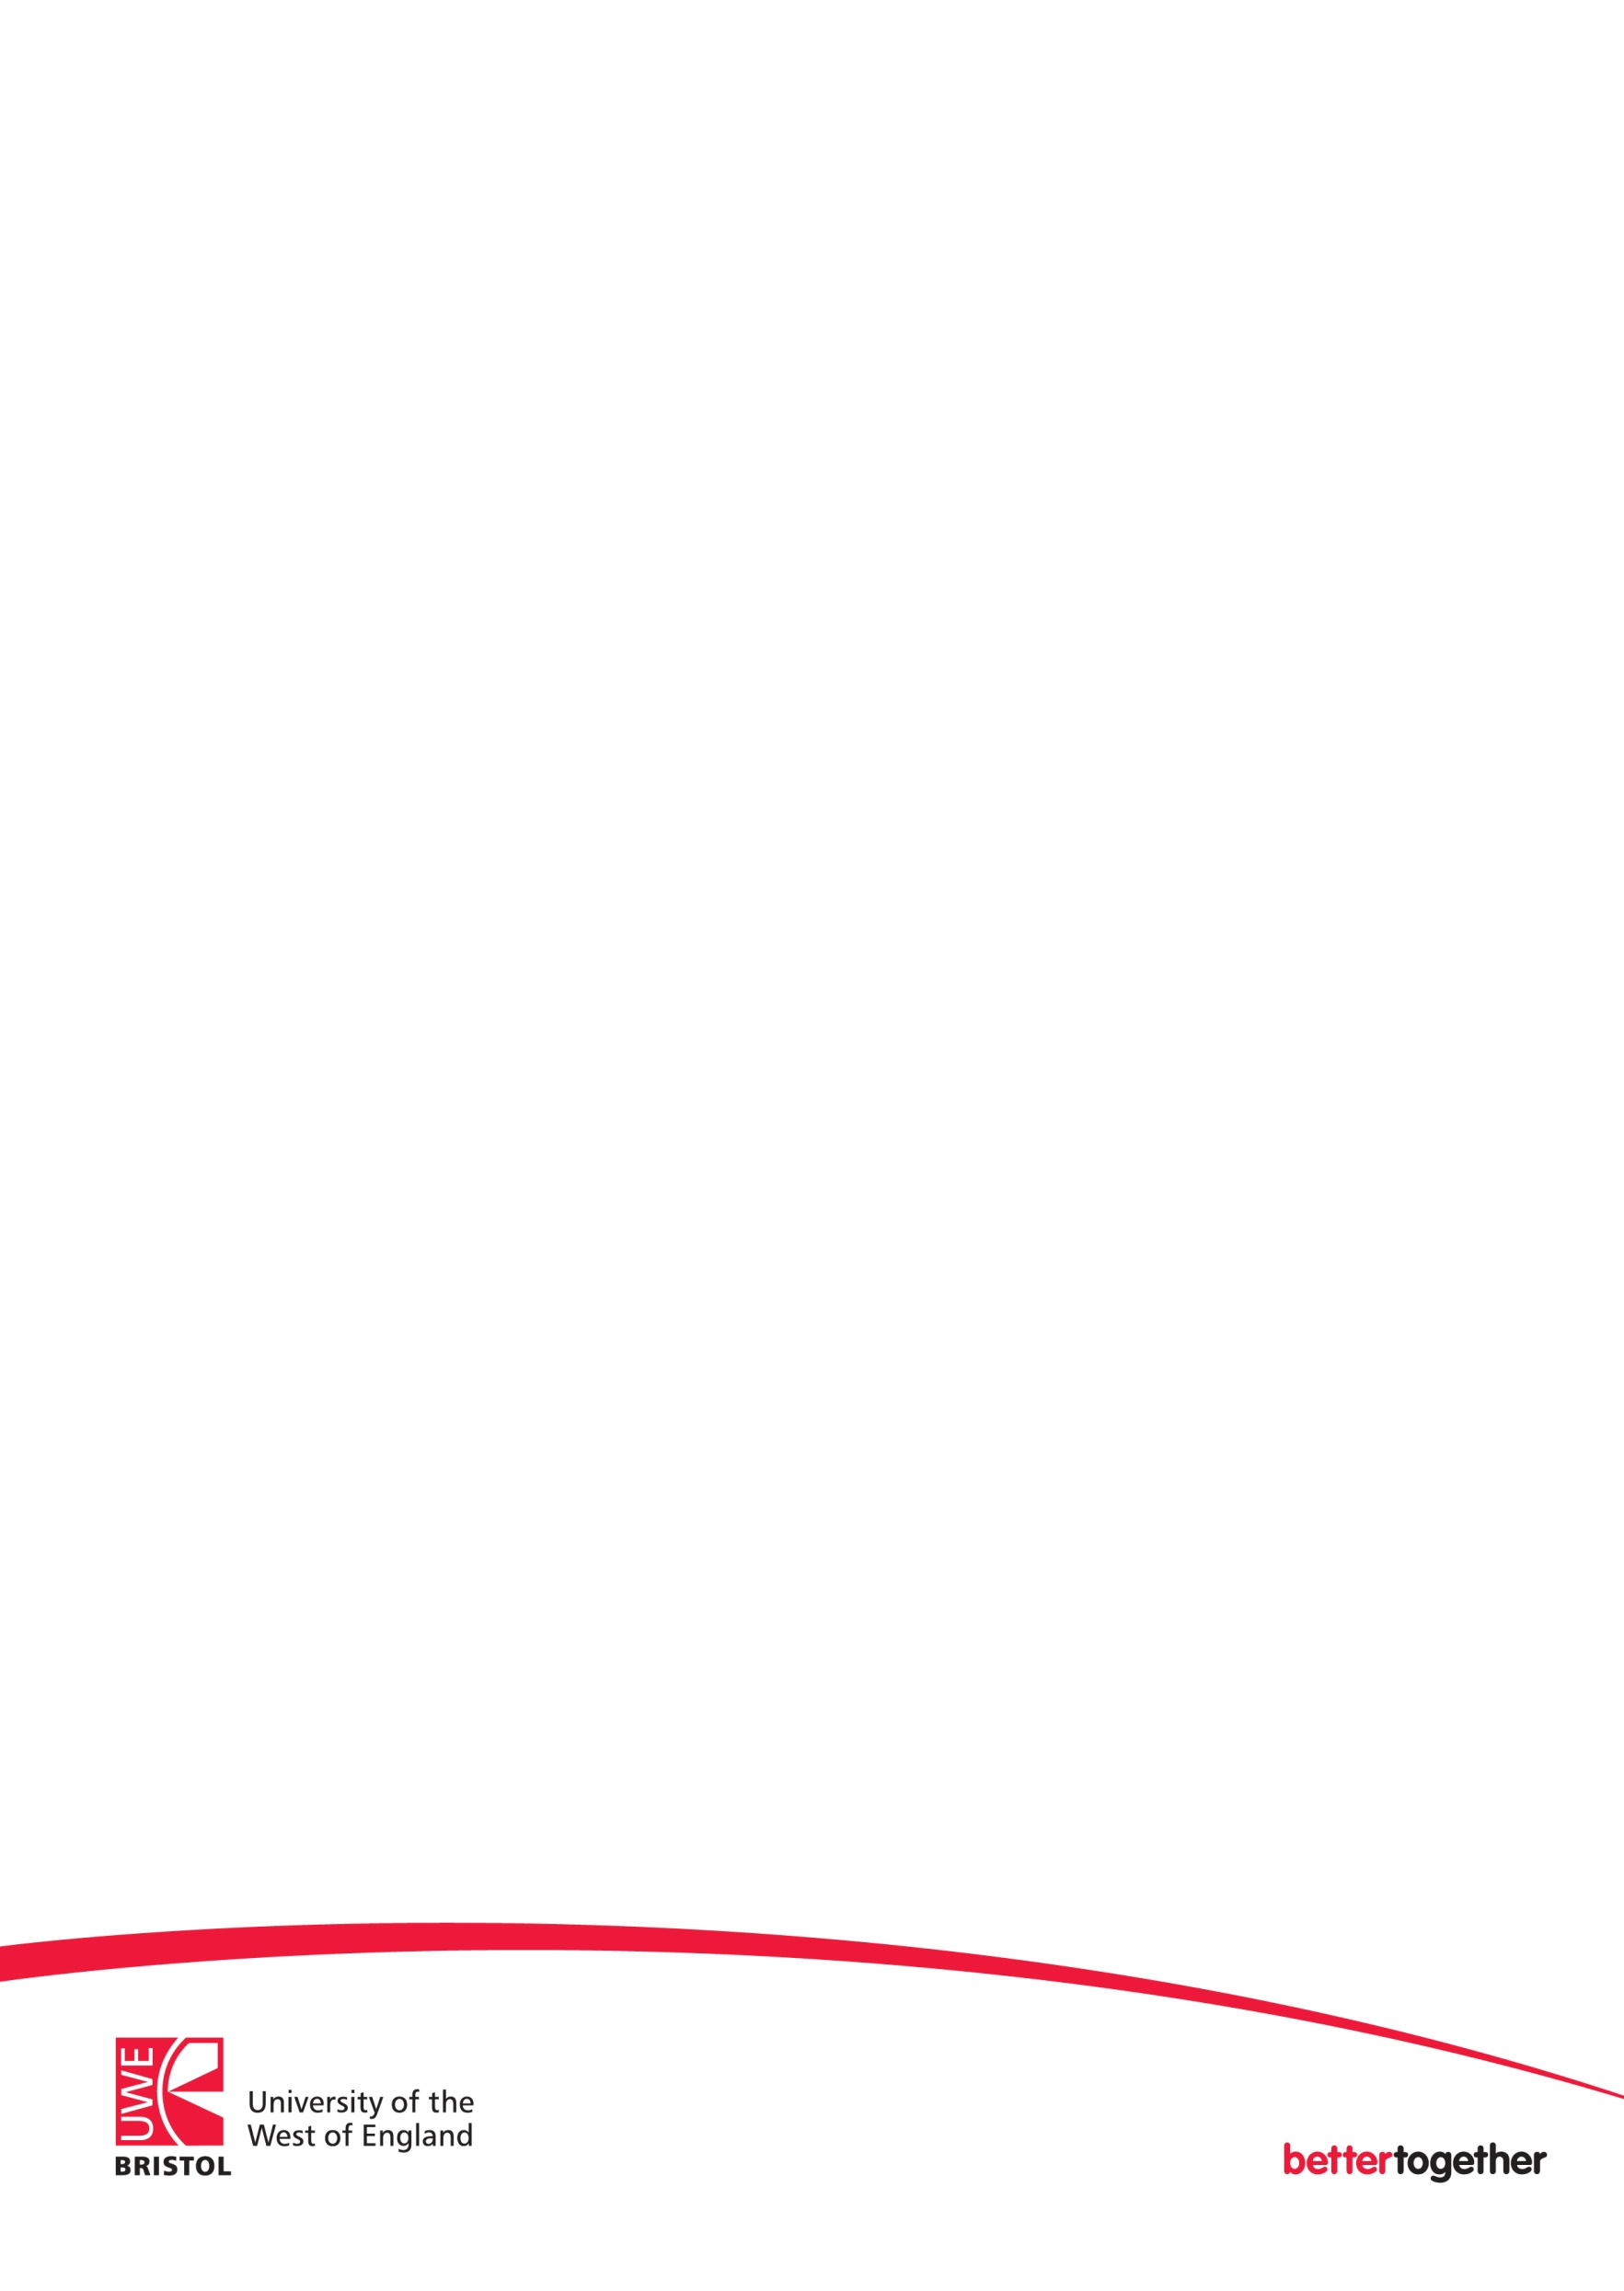 UWE
BRISTOL
University of the
West of England
bettertogether